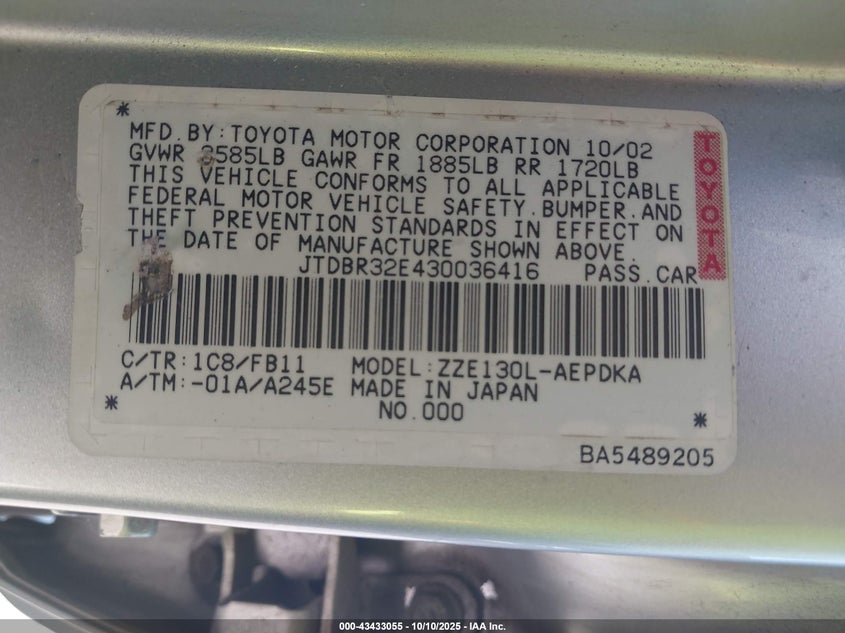 MFD.BY:TOYOTA MOTOR CORPORATION 10/02
GVWR 3585LB GAWR FR 1885LB RR 1720LB
THIS VEHICLE CONFORMS TO ALL APPLICABLE
FEDERAL MOTOR VEHICLE SAFETY.BUMPER.AND
THEFT PREVENTION STANDARDS IN EFFECT ON
THE DATE OF MANUFACTURE SHOWN ABOVE.
JTDBR32E430036416 PASS.CAR
TOYOTA
C/TR:1C8/FB11 MODEL:ZZE130L-AEPDKA
A/TM:-01A/A245E MADE IN JAPAN
NO.000
BA5489205
000-43433055 - 10/10/2025 - IAA Inc.